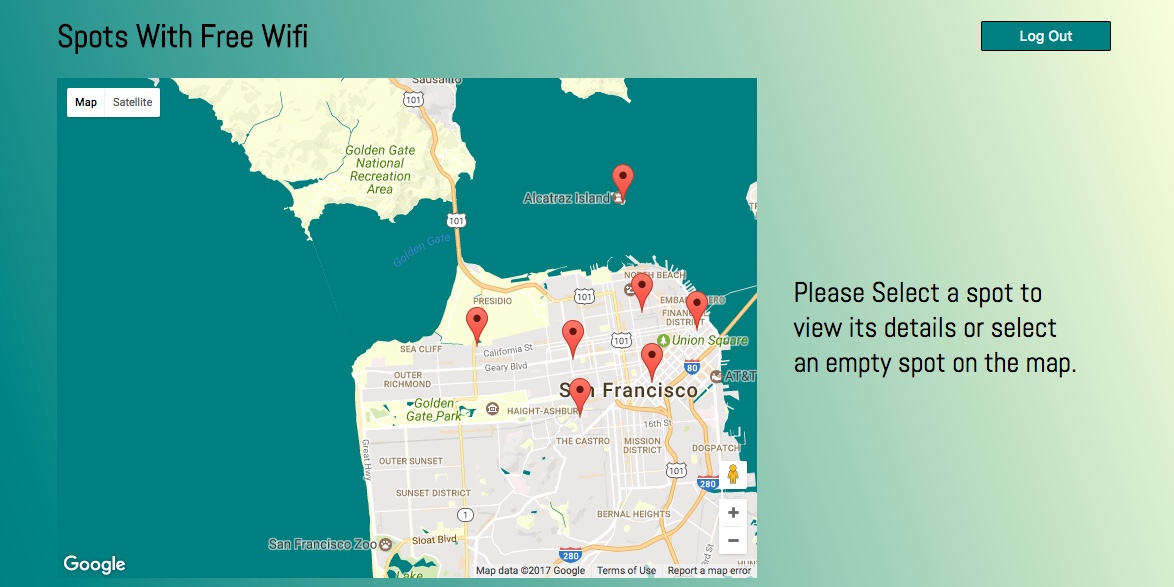 Spots With Free Wifi
Log Out
Map
Satellite
Sausalito
101
Golden Gate
National
Recreation
Area
Alcatraz Island
101
Golden Gate
NORTH BEACH
101
PRESIDIO
EMBARCADERO
FINANCIAL
DISTRICT
101
Union Square
SEA CLIFF
California St
Geary Blvd
80
AT&T
OUTER
RICHMOND
San Francisco
Golden
Gate Park
HAIGHT-ASHBURY
16th St
Great Hwy
THE CASTRO
MISSION
DISTRICT
DOGPATCH
OUTER SUNSET
101
280
SUNSET DISTRICT
1
BERNAL HEIGHTS
San Francisco Zoo
Sloat Blvd
280
3rd St
Lake
Google
Map data ©2017 Google
Terms of Use
Report a map error
Please Select a spot to
view its details or select
an empty spot on the map.